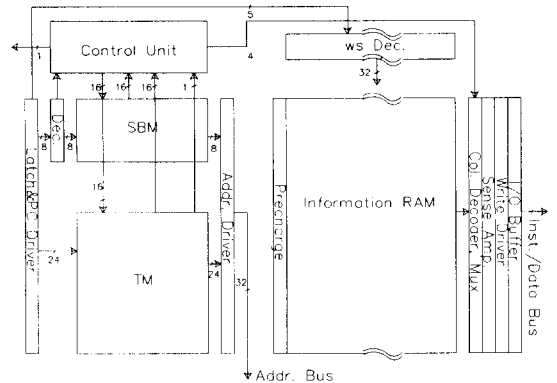 5
Control Unit
1
4
ws Dec.
32
16
16
16
1
Dec.
SBM
8
8
8
Latch & PC Driver
16
Addr. Driver
Precharge
Information RAM
Col. Decoder, Mux
Sense Amp
Write Driver
I/O Buffer
Inst./Data Bus
24
TM
24
32
Addr. Bus